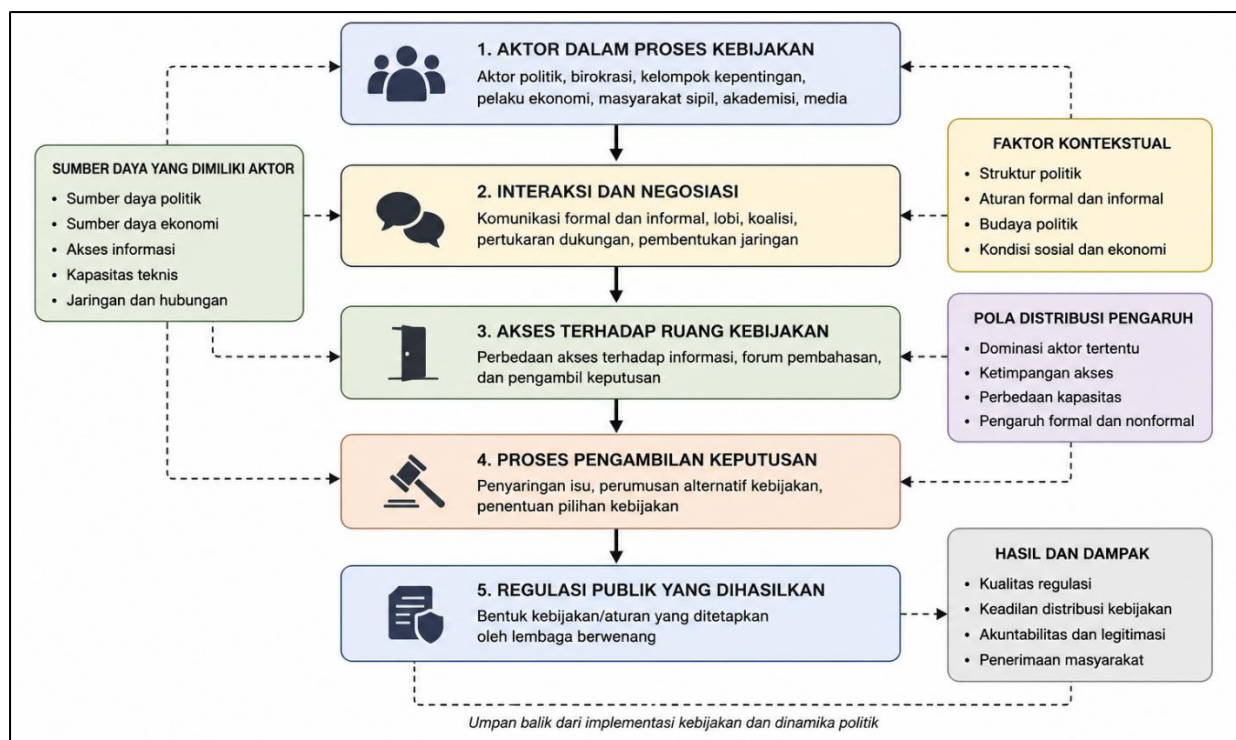 1. AKTOR DALAM PROSES KEBIJAKAN
Aktor politik, birokrasi, kelompok kepentingan,
pelaku ekonomi, masyarakat sipil, akademisi, media
SUMBER DAYA YANG DIMILIKI AKTOR
• Sumber daya politik
• Sumber daya ekonomi
• Akses informasi
• Kapasitas teknis
• Jaringan dan hubungan
FAKTOR KONTEKSTUAL
• Struktur politik
• Aturan formal dan informal
• Budaya politik
• Kondisi sosial dan ekonomi
2. INTERAKSI DAN NEGOSIASI
Komunikasi formal dan informal, lobi, koalisi,
pertukaran dukungan, pembentukan jaringan
3. AKSES TERHADAP RUANG KEBIJAKAN
Perbedaan akses terhadap informasi, forum pembahasan,
dan pengambil keputusan
POLA DISTRIBUSI PENGARUH
• Dominasi aktor tertentu
• Ketimpangan akses
• Perbedaan kapasitas
• Pengaruh formal dan nonformal
4. PROSES PENGAMBILAN KEPUTUSAN
Penyaringan isu, perumusan alternatif kebijakan,
penentuan pilihan kebijakan
5. REGULASI PUBLIK YANG DIHASILKAN
Bentuk kebijakan/aturan yang ditetapkan
oleh lembaga berwenang
HASIL DAN DAMPAK
• Kualitas regulasi
• Keadilan distribusi kebijakan
• Akuntabilitas dan legitimasi
• Penerimaan masyarakat
Umpan balik dari implementasi kebijakan dan dinamika politik